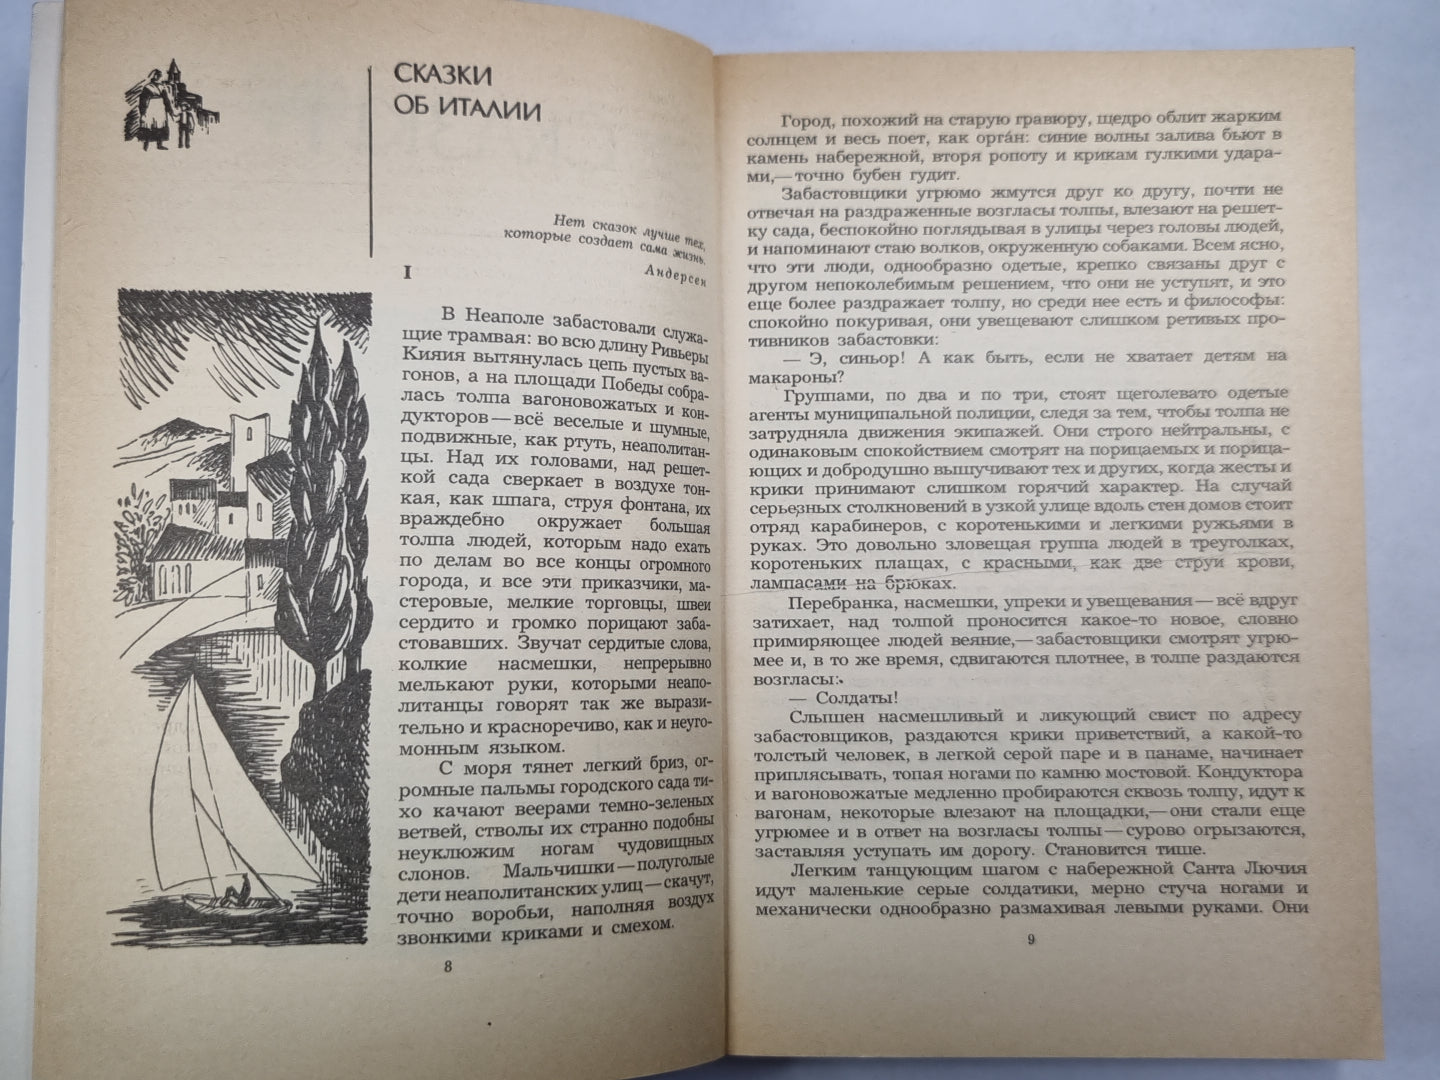 СКАЗКИ
ОБ ИТАЛИИ
Нет сказок лучше тех,
которые создает сама жизнь.
Андерсен
I
В Неаполе забастовали служа-
щие трамвая: во всю длину Ривьеры
Кияия вытянулась цепь пустых ва-
гонов, а на площади Победы собра-
лась толпа вагоновожатых и кон-
дукторов — всё веселые и шумные,
подвижные, как ртуть, неаполитан-
цы. Над их головами, над решет-
кой сада сверкает в воздухе тон-
кая, как шпага, струя фонтана, их
враждебно окружает большая
толпа людей, которым надо ехать
по делам во все концы огромного
города, и все эти приказчики, ма-
стеровые, мелкие торговцы, швеи
сердито и громко порицают заба-
стовавших. Звучат сердитые слова,
колкие насмешки, непрерывно
мелькают руки, которыми неапо-
литанцы говорят так же вырази-
тельно и красноречиво, как и неуго-
монным языком.
С моря тянет легкий бриз, ог-
ромные пальмы городского сада ти-
хо качают веерами темно-зеленых
ветвей, стволы их странно подобны
неуклюжим ногам чудовищных
слонов. Мальчишки — полуголые
дети неаполитанских улиц — скачут,
точно воробьи, наполняя воздух
звонкими криками и смехом.
8
Город, похожий на старую гравюру, щедро облит жарким
солнцем и весь поет, как орга́н: синие волны залива бьют в
камень набережной, вторя ропоту и крикам гулкими удара-
ми,— точно бубен гудит.
Забастовщики угрюмо жмутся друг ко другу, почти не
отвечая на раздраженные возгласы толпы, влезают на решет-
ку сада, беспокойно поглядывая в улицы через головы людей,
и напоминают стаю волков, окруженную собаками. Всем ясно,
что эти люди, однообразно одетые, крепко связаны друг с
другом непоколебимым решением, что они не уступят, и это
еще более раздражает толпу, но среди нее есть и философы:
спокойно покуривая, они увещевают слишком ретивых про-
тивников забастовки:
— Э, синьор! А как быть, если не хватает детям на
макароны?
Группами, по два и по три, стоят щеголевато одетые
агенты муниципальной полиции, следя за тем, чтобы толпа не
затрудняла движения экипажей. Они строго нейтральны, с
одинаковым спокойствием смотрят на порицаемых и порица-
ющих и добродушно вышучивают тех и других, когда жесты и
крики принимают слишком горячий характер. На случай
серьезных столкновений в узкой улице вдоль стен домов стоит
отряд карабинеров, с коротенькими и легкими ружьями в
руках. Это довольно зловещая группа людей в треуголках,
коротеньких плащах, с красными, как две струи крови,
лампасами на брюках.
Перебранка, насмешки, упреки и увещевания — всё вдруг
затихает, над толпой проносится какое-то новое, словно
примиряющее людей веяние,— забастовщики смотрят угрю-
мее и, в то же время, сдвигаются плотнее, в толпе раздаются
возгласы:
— Солдаты!
Слышен насмешливый и ликующий свист по адресу
забастовщиков, раздаются крики приветствий, а какой-то
толстый человек, в легкой серой паре и в панаме, начинает
приплясывать, топая ногами по камню мостовой. Кондуктора
и вагоновожатые медленно пробираются сквозь толпу, идут к
вагонам, некоторые влезают на площадки,— они стали еще
угрюмее и в ответ на возгласы толпы — сурово огрызаются,
заставляя уступать им дорогу. Становится тише.
Легким танцующим шагом с набережной Санта Лючия
идут маленькие серые солдатики, мерно стуча ногами и
механически однообразно размахивая левыми руками. Они
9